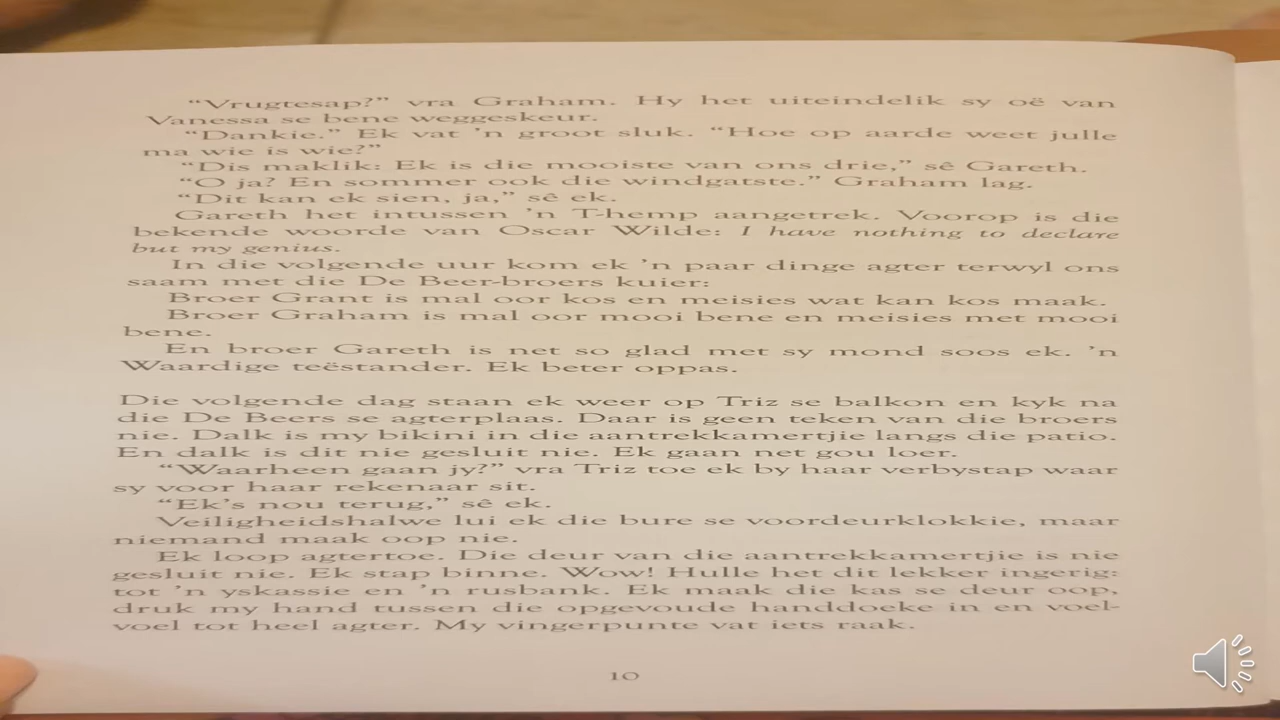 “Vrugtesap?” vra Graham. Hy het uiteindelik sy oë van
Vanessa se bene weggeskeur.
“Dankie.” Ek vat ’n groot sluk. “Hoe op aarde weet julle
ma wie is wie?”
“Dis maklik: Ek is die mooiste van ons drie,” sê Gareth.
“O ja? En sommer ook die windgatste.” Graham lag.
“Dit kan ek sien, ja,” sê ek.
Gareth het intussen ’n T-hemp aangetrek. Voorop is die
bekende woorde van Oscar Wilde: I have nothing to declare
but my genius.
In die volgende uur kom ek ’n paar dinge agter terwyl ons
saam met die De Beer-broers kuier:
Broer Grant is mal oor kos en meisies wat kan kos maak.
Broer Graham is mal oor mooi bene en meisies met mooi
bene.
En broer Gareth is net so glad met sy mond soos ek. ’n
Waardige teëstander. Ek beter oppas.
Die volgende dag staan ek weer op Triz se balkon en kyk na
die De Beers se agterplaas. Daar is geen teken van die broers
nie. Dalk is my bikini in die aantrekkamertjie langs die patio.
En dalk is dit nie gesluit nie. Ek gaan net gou loer.
“Waarheen gaan jy?” vra Triz toe ek by haar verbystap waar
sy voor haar rekenaar sit.
“Ek’s nou terug,” sê ek.
Veiligheidshalwe lui ek die bure se voordeurklokkie, maar
niemand maak oop nie.
Ek loop agtertoe. Die deur van die aantrekkamertjie is nie
gesluit nie. Ek stap binne. Wow! Hulle het dit lekker ingerig:
tot ’n yskassie en ’n rusbank. Ek maak die kas se deur oop,
druk my hand tussen die opgevoude handdoeke in en voel-
voel tot heel agter. My vingerpunte vat iets raak.
10